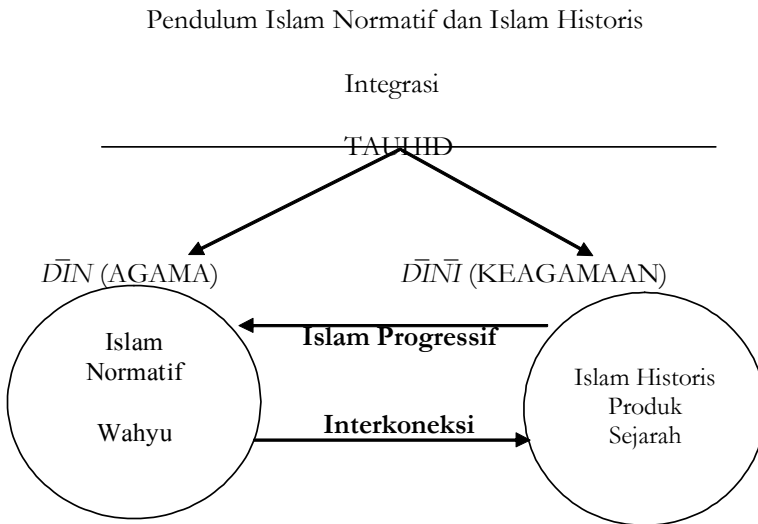 Pendulum Islam Normatif dan Islam Historis
Integrasi
TAUHID
DĪN (AGAMA)
DĪNĪ (KEAGAMAAN)
Islam Progressif
Islam
Normatif
Wahyu
Interkoneksi
Islam Historis
Produk
Sejarah